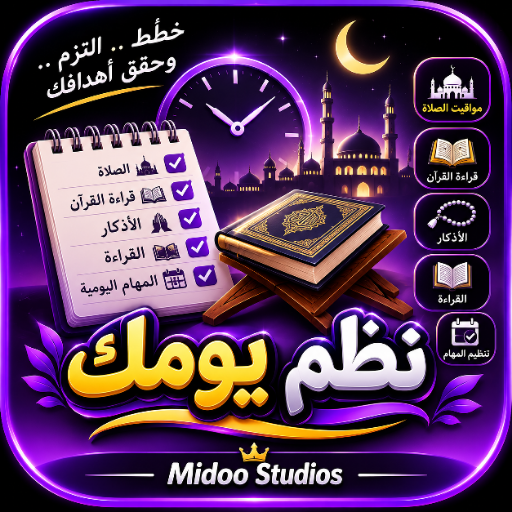 خطط .. التزم ..
وحقق أهدافك
الصلاة
قراءة القرآن
الأذكار
القراءة
المهام اليومية
مواقيت الصلاة
قراءة القرآن
الأذكار
القراءة
تنظيم المهام
نظم يومك
Midoo Studios